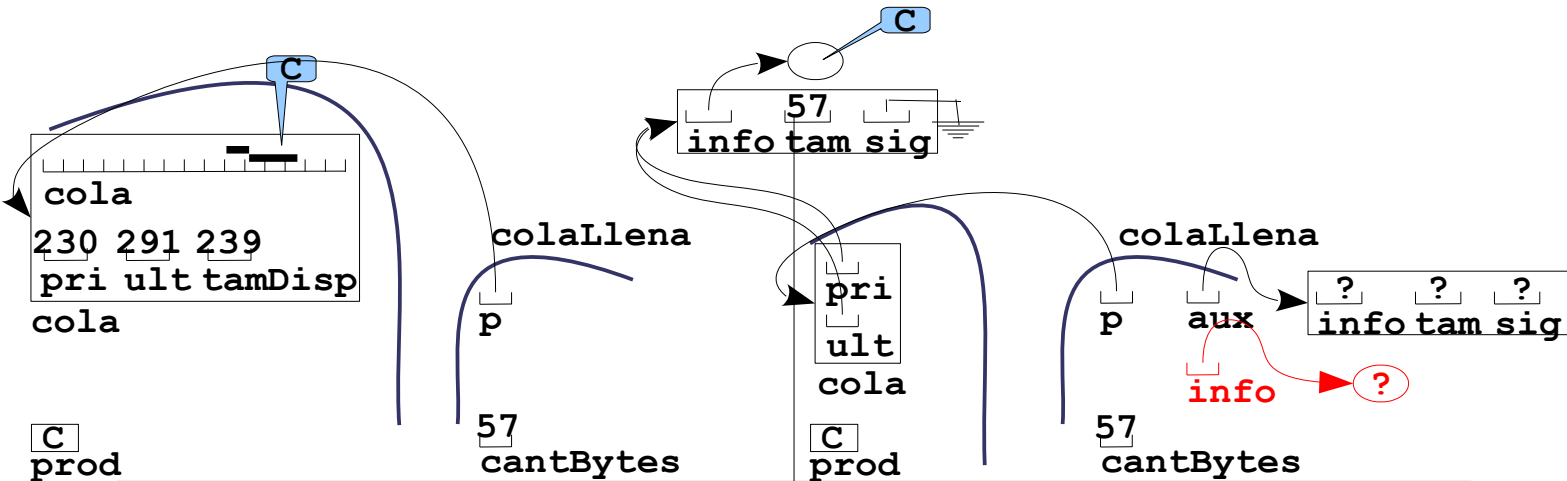 C
cola
230 291 239
pri ult tamDisp
cola
colaLlena
p
57
cantBytes
C
prod
C
57
info tam sig
pri
ult
cola
colaLlena
p
aux
? ? ?
info tam sig
info
?
57
cantBytes
C
prod